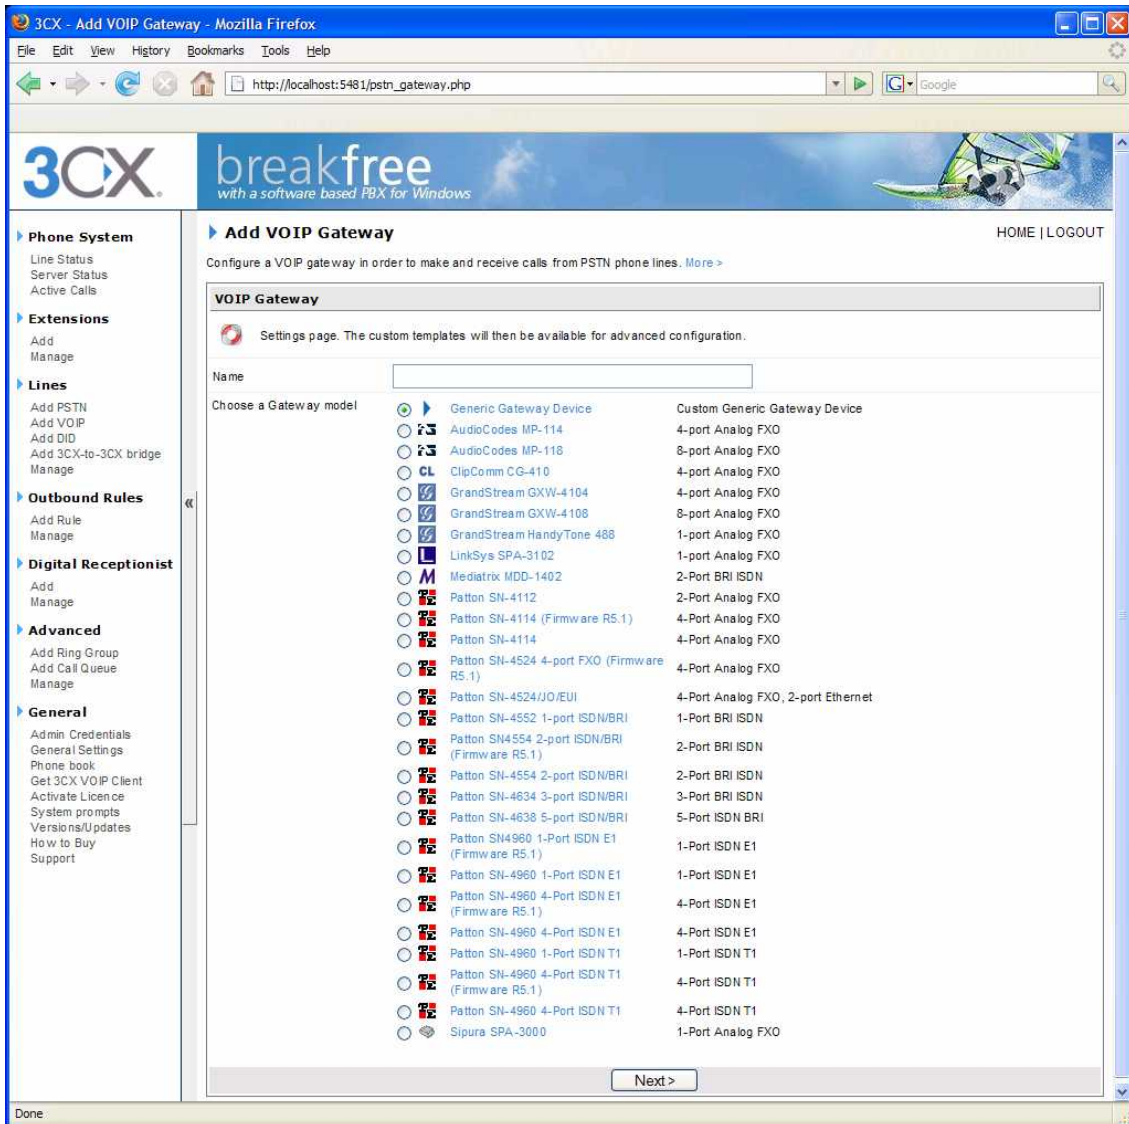 3CX - Add VOIP Gateway - Mozilla Firefox
File Edit View History Bookmarks Tools Help
http://localhost:5481/pstn_gateway.php
G Google
3CX.
breakfree
with a software based PBX for Windows
Phone System
Line Status
Server Status
Active Calls
Extensions
Add
Manage
Lines
Add PSTN
Add VOIP
Add DID
Add 3CX-to-3CX bridge
Manage
Outbound Rules
Add Rule
Manage
Digital Receptionist
Add
Manage
Advanced
Add Ring Group
Add Call Queue
Manage
General
Admin Credentials
General Settings
Phone book
Get 3CX VOIP Client
Activate Licence
System prompts
Versions/Updates
How to Buy
Support
«
Add VOIP Gateway
HOME | LOGOUT
Configure a VOIP gateway in order to make and receive calls from PSTN phone lines. More >
VOIP Gateway
Settings page. The custom templates will then be available for advanced configuration.
Name
Choose a Gateway model
Generic Gateway Device Custom Generic Gateway Device
AudioCodes MP-114 4-port Analog FXO
AudioCodes MP-118 8-port Analog FXO
CL ClipComm CG-410 4-port Analog FXO
GrandStream GXW-4104 4-port Analog FXO
GrandStream GXW-4108 8-port Analog FXO
GrandStream HandyTone 488 1-port Analog FXO
L LinkSys SPA-3102 1-port Analog FXO
M Mediatrix MDD-1402 2-Port BRI ISDN
Patton SN-4112 2-Port Analog FXO
Patton SN-4114 (Firmware R5.1) 4-Port Analog FXO
Patton SN-4114 4-Port Analog FXO
Patton SN-4524 4-port FXO (Firmware
R5.1) 4-Port Analog FXO
Patton SN-4524/JO/EUI 4-Port Analog FXO, 2-port Ethernet
Patton SN-4552 1-port ISDN/BRI 1-Port BRI ISDN
Patton SN4554 2-port ISDN/BRI
(Firmware R5.1) 2-Port BRI ISDN
Patton SN-4554 2-port ISDN/BRI 2-Port BRI ISDN
Patton SN-4634 3-port ISDN/BRI 3-Port BRI ISDN
Patton SN-4638 5-port ISDN/BRI 5-Port ISDN BRI
Patton SN4960 1-Port ISDN E1
(Firmware R5.1) 1-Port ISDN E1
Patton SN-4960 1-Port ISDN E1 1-Port ISDN E1
Patton SN-4960 4-Port ISDN E1
(Firmware R5.1) 4-Port ISDN E1
Patton SN-4960 4-Port ISDN E1 4-Port ISDN E1
Patton SN-4960 1-Port ISDN T1 1-Port ISDN T1
Patton SN-4960 4-Port ISDN T1
(Firmware R5.1) 4-Port ISDN T1
Patton SN-4960 4-Port ISDN T1 4-Port ISDN T1
Sipura SPA-3000 1-Port Analog FXO
Next >
Done